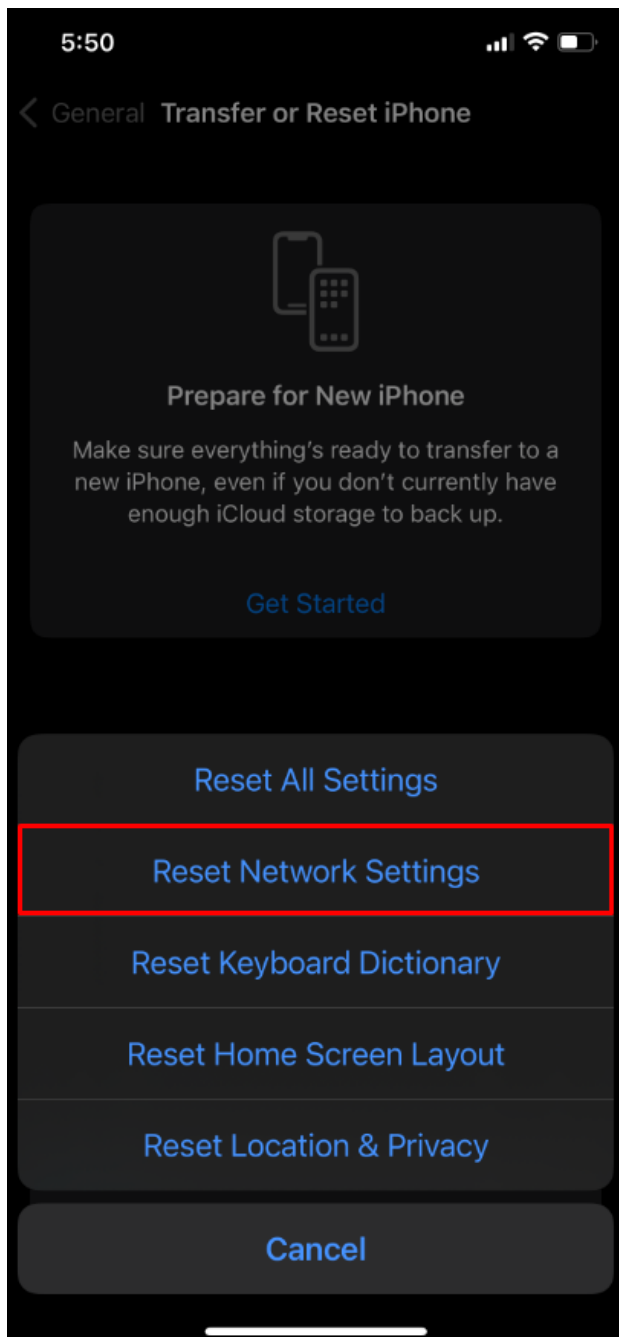 5:50
General Transfer or Reset iPhone
Prepare for New iPhone
Make sure everything's ready to transfer to a
new iPhone, even if you don't currently have
enough iCloud storage to back up.
Get Started
Reset All Settings
Reset Network Settings
Reset Keyboard Dictionary
Reset Home Screen Layout
Reset Location & Privacy
Cancel